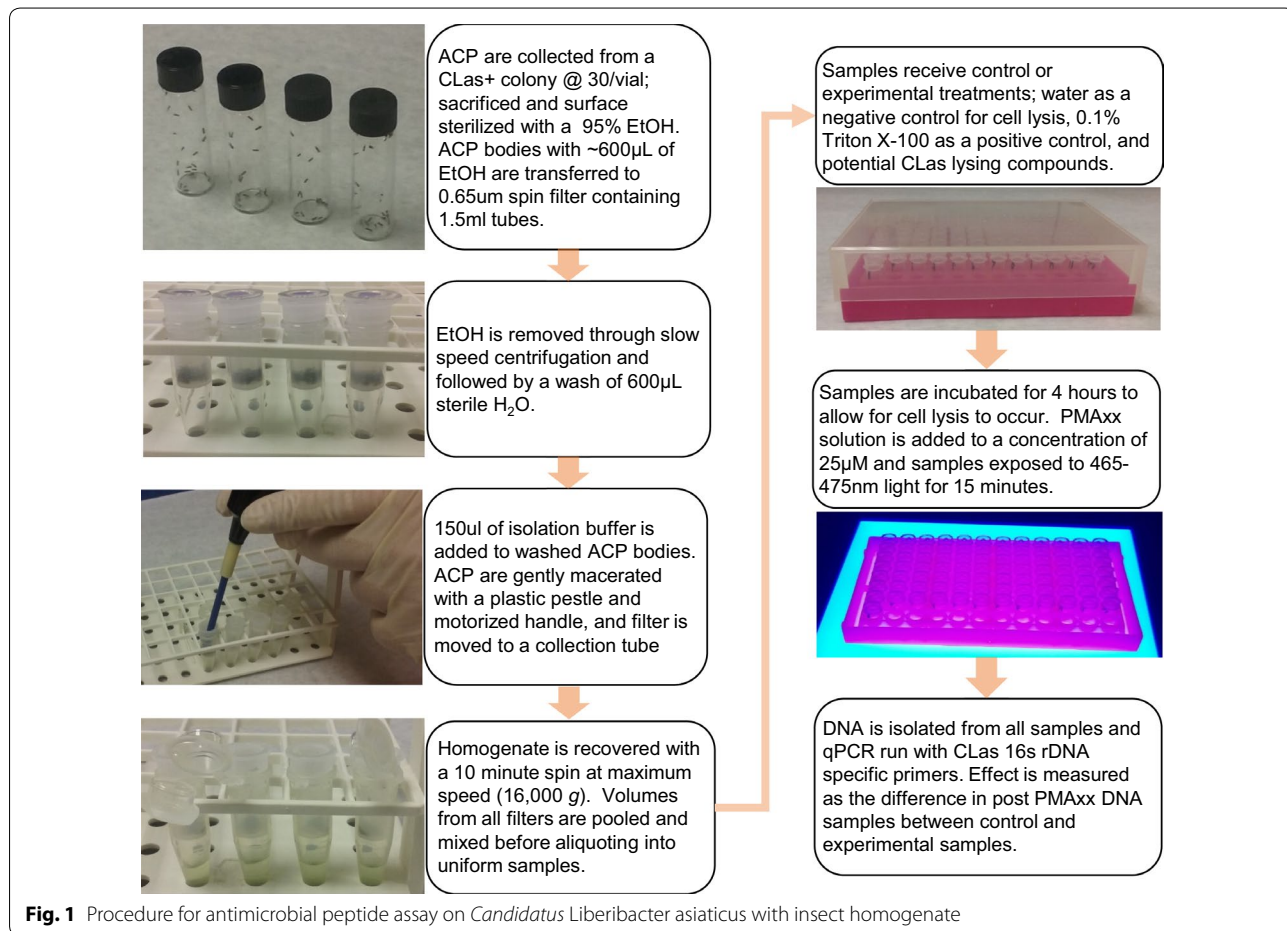 ACP are collected from a
CLas+ colony @ 30/vial;
sacrificed and surface
sterilized with a  95% EtOH.
ACP bodies with ~600µL of
EtOH are transferred to
0.65um spin filter containing
1.5ml tubes.
EtOH is removed through slow
speed centrifugation and
followed by a wash of 600µL
sterile H₂O.
150ul of isolation buffer is
added to washed ACP bodies.
ACP are gently macerated
with a plastic pestle and
motorized handle, and filter is
moved to a collection tube
Homogenate is recovered with
a 10 minute spin at maximum
speed (16,000 g).  Volumes
from all filters are pooled and
mixed before aliquoting into
uniform samples.
Samples receive control or
experimental treatments; water as a
negative control for cell lysis, 0.1%
Triton X-100 as a positive control, and
potential CLas lysing compounds.
Samples are incubated for 4 hours to
allow for cell lysis to occur.  PMAxx
solution is added to a concentration of
25µM and samples exposed to 465-
475nm light for 15 minutes.
DNA is isolated from all samples and
qPCR run with CLas 16s rDNA
specific primers. Effect is measured
as the difference in post PMAxx DNA
samples between control and
experimental samples.
Fig. 1 Procedure for antimicrobial peptide assay on Candidatus Liberibacter asiaticus with insect homogenate